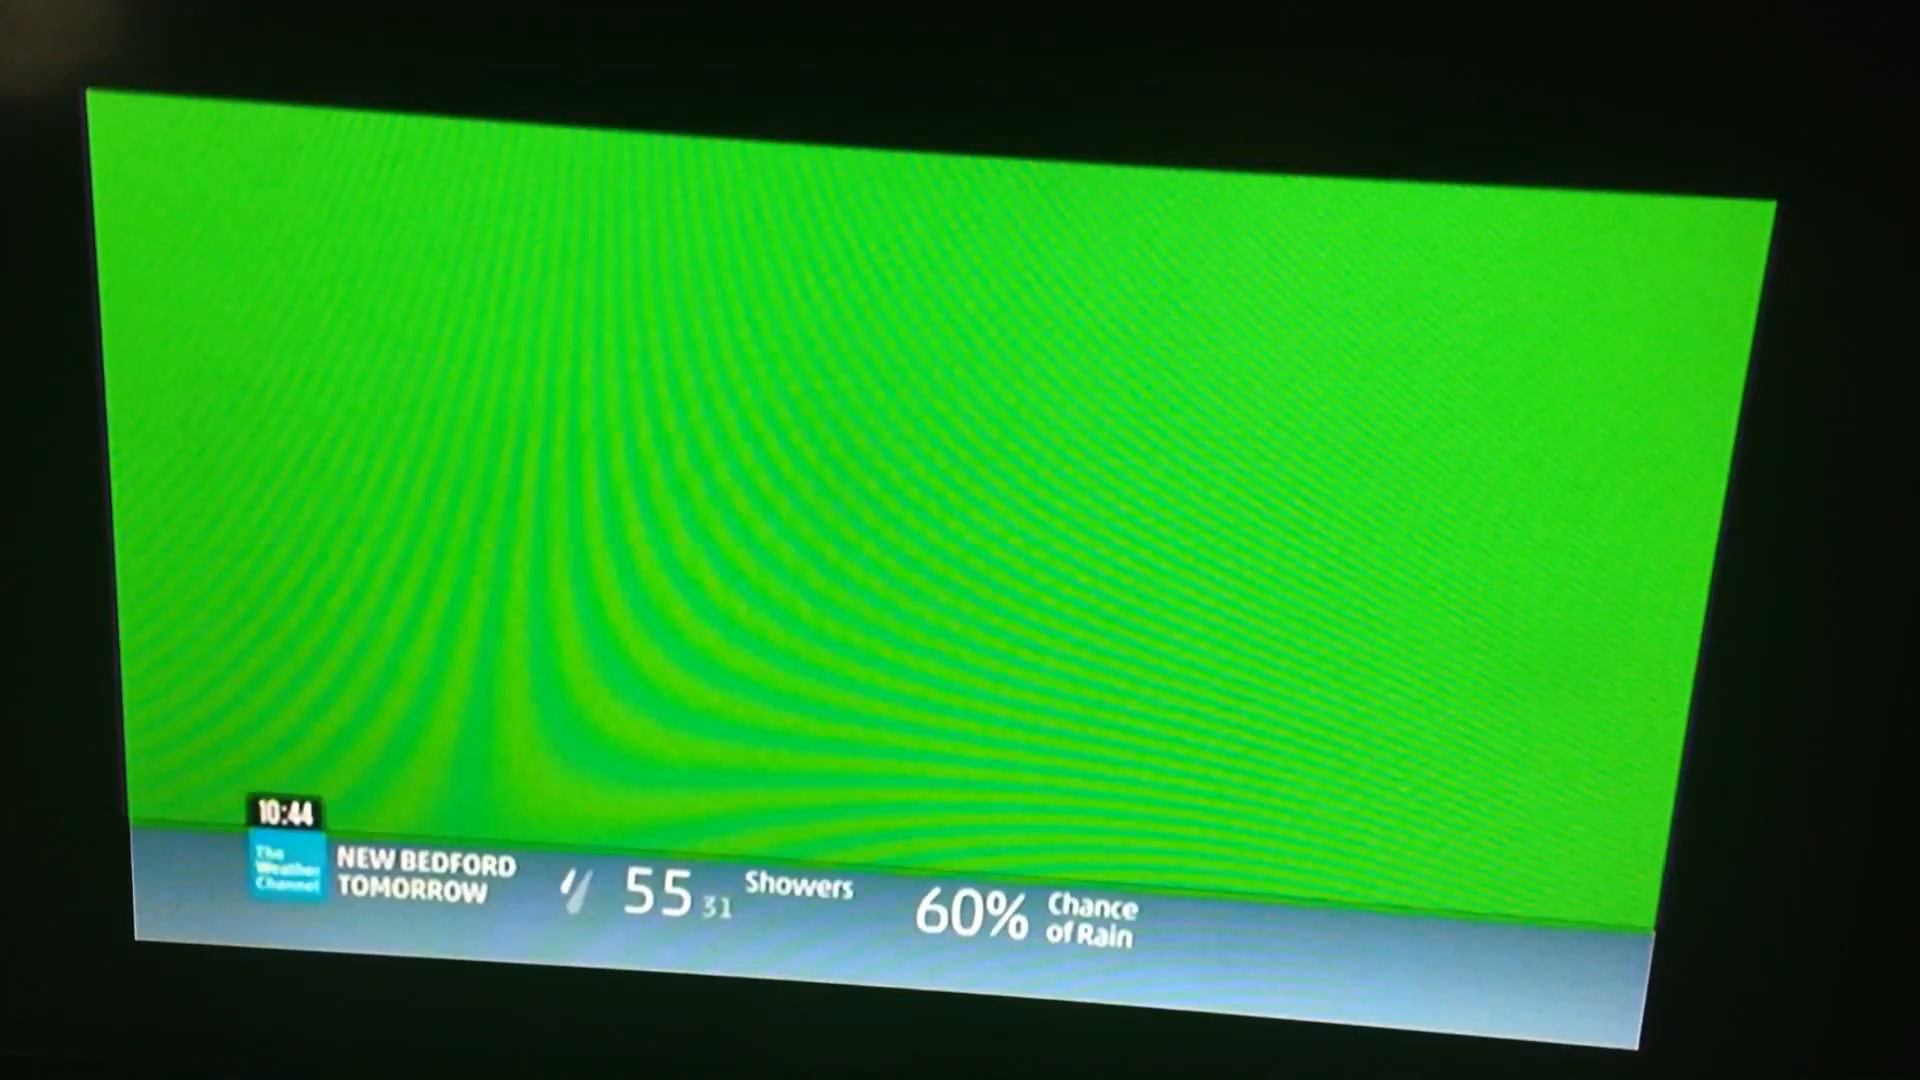 10:44
The
Weather
Channel
NEW BEDFORD
TOMORROW
55 31
Showers
60%
Chance
of Rain